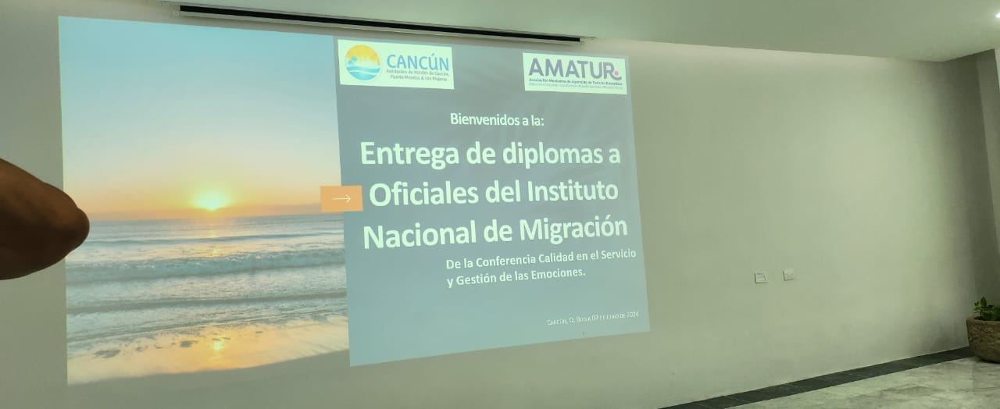 CANCÚN
Asociación de Hoteles de Cancún,
Puerto Morelos & Isla Mujeres
AMATUR
Asociación Mexicana de Agencias de Turismo Receptivo
Bienvenidos a la:
Entrega de diplomas a
Oficiales del Instituto
Nacional de Migración
De la Conferencia Calidad en el Servicio
y Gestión de las Emociones.
CANCÚN, Q. ROO A 07 DE JUNIO DE 2024